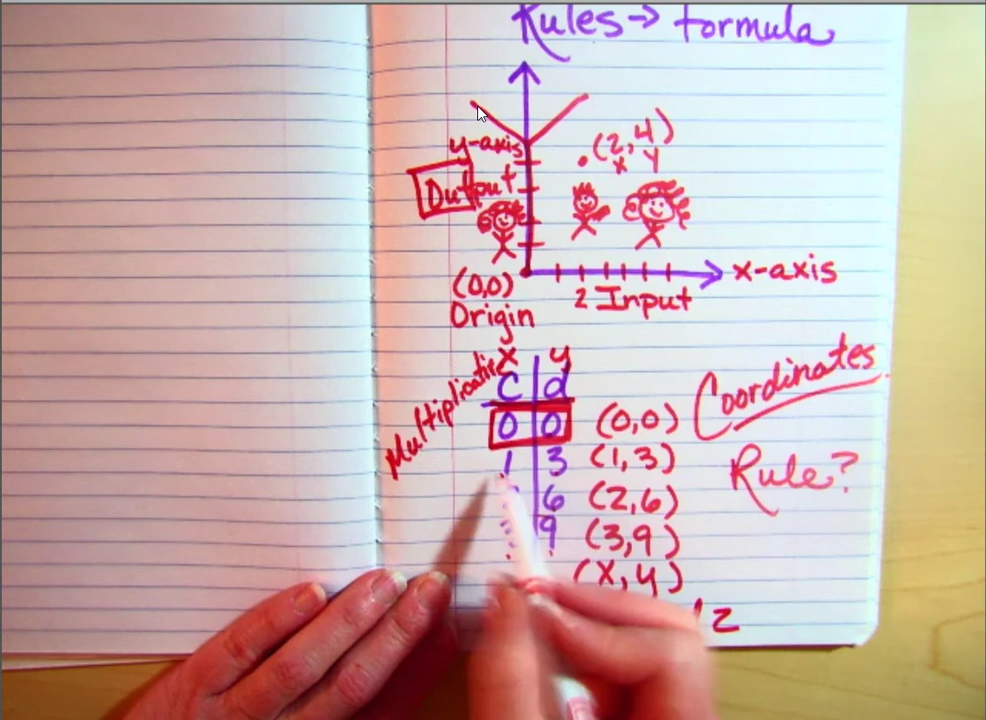 Rules → formula
y-axis
Output
(2,4)
x y
(0,0)
Origin
x-axis
2 Input
Multiplicative
x y
c d
0 0 (0,0)
1 3 (1,3)
6 (2,6)
9 (3,9)
(x,y)
12
Coordinates
Rule?